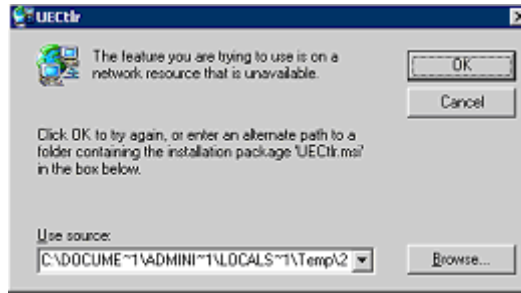 UECtlr
The feature you are trying to use is on a
network resource that is unavailable.
OK
Cancel
Click OK to try again, or enter an alternate path to a
folder containing the installation package 'UECtlr.msi'
in the box below.
Use source:
C:\DOCUME~1\ADMINI~1\LOCALS~1\Temp\2
Browse...